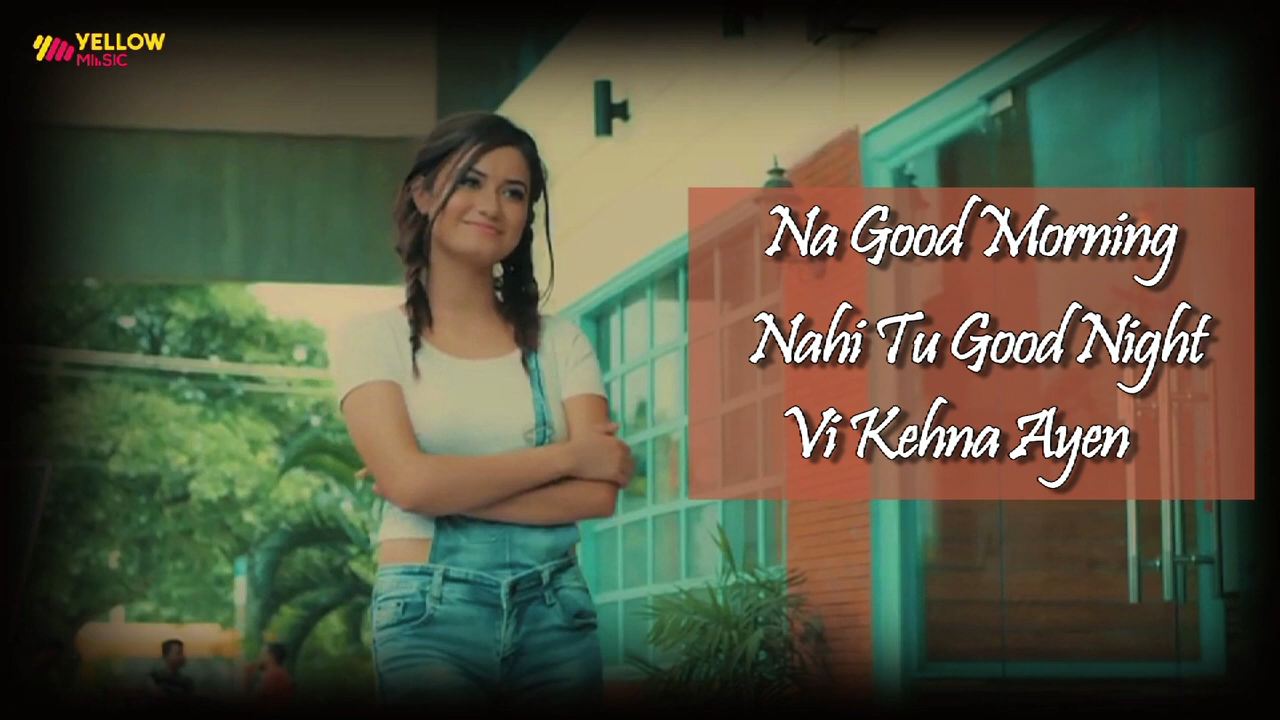 YELLOW
MUSIC
Na Good Morning
Nahi Tu Good Night
Vi Kehna Ayen